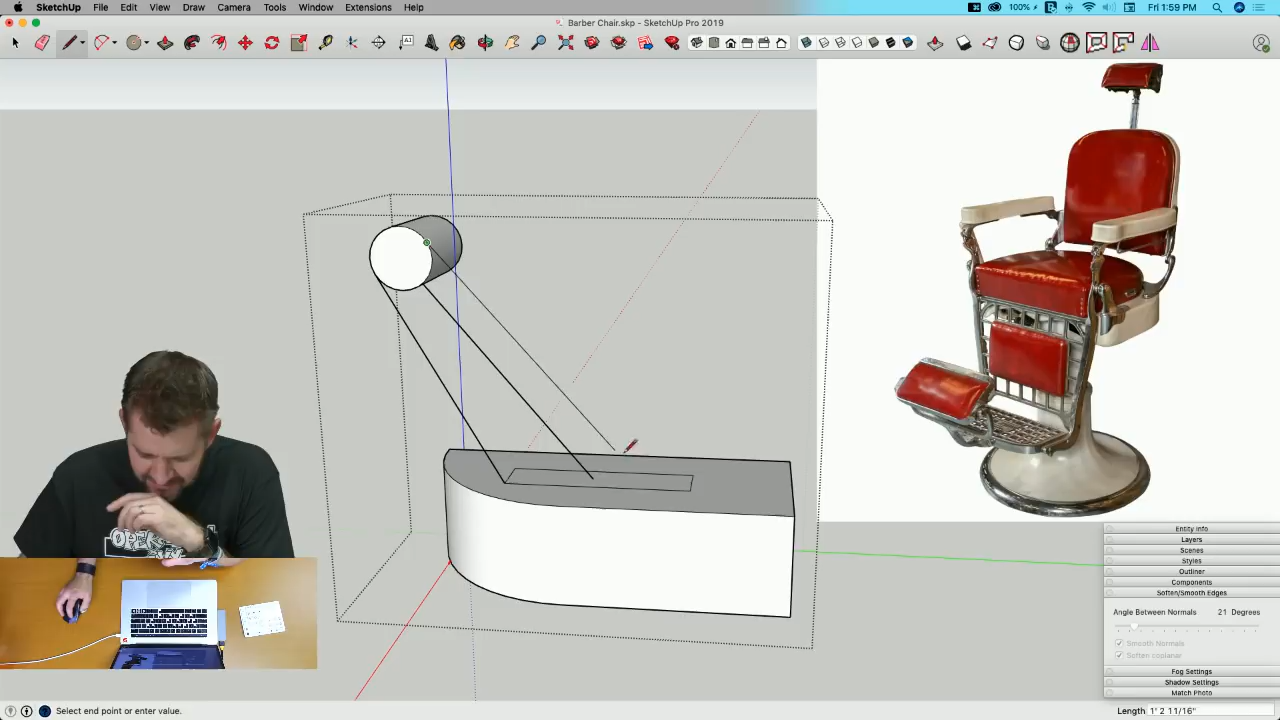 SketchUp File Edit View Camera Draw Tools Window Extensions Help 100% Fri 1:59 PM
Barber Chair.skp - SketchUp Pro 2019
A1
Entity Info
Layers
Scenes
Styles
Outliner
Components
Soften/Smooth Edges
Angle Between Normals 21 Degrees
Smooth Normals
Soften coplanar
Fog Settings
Shadow Settings
Match Photo
Select end point or enter value. Length 1' 2 11/16"